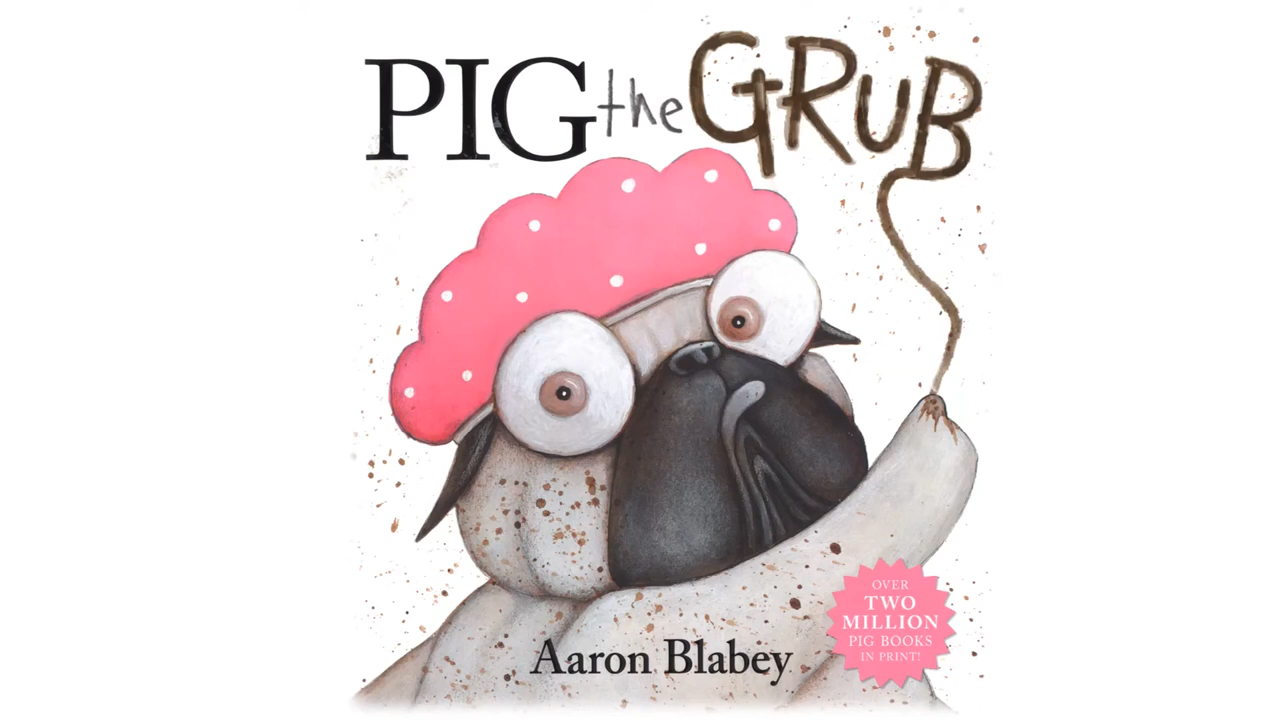 PIG the GRUB
Aaron Blabey
OVER
TWO
MILLION
PIG BOOKS
IN PRINT!